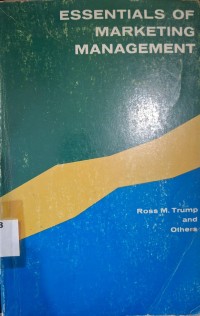 ESSENTIALS OF
MARKETING
MANAGEMENT
Ross M. Trump
and
Others